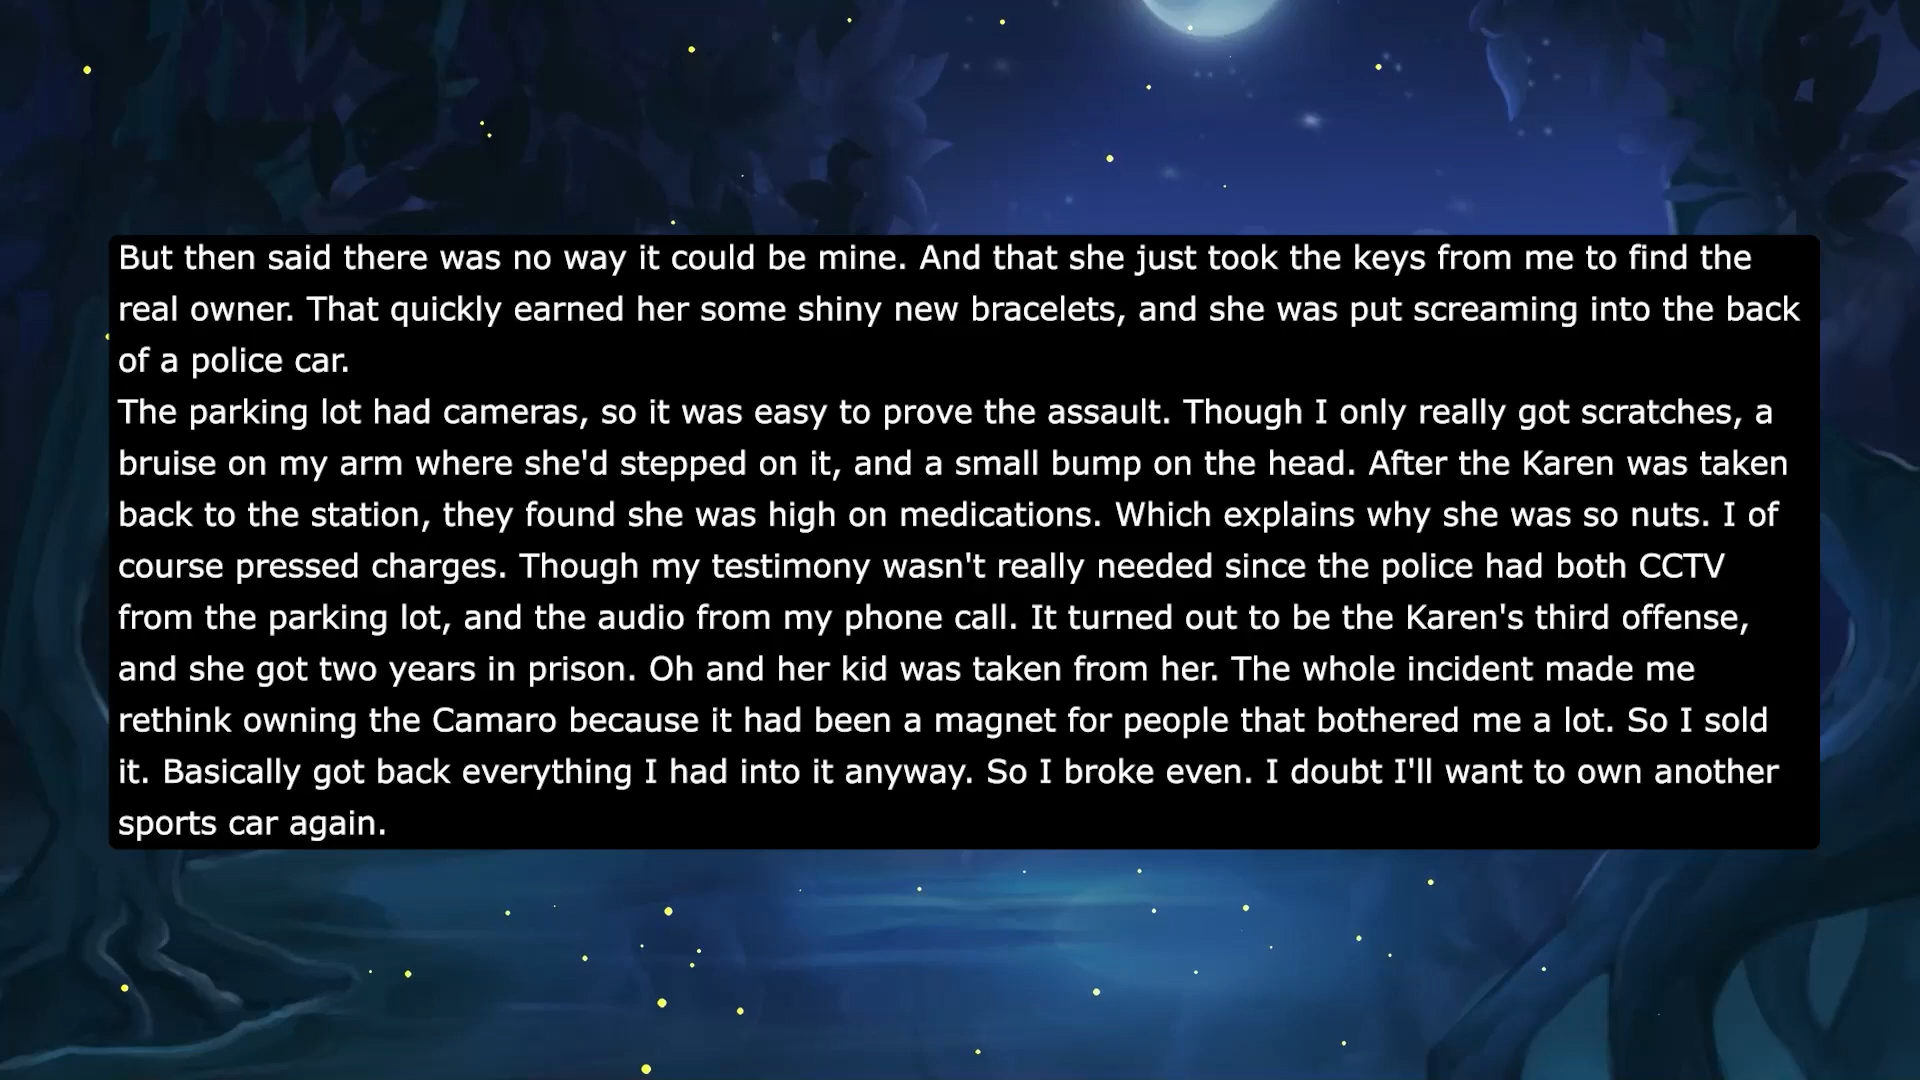 But then said there was no way it could be mine. And that she just took the keys from me to find the
real owner. That quickly earned her some shiny new bracelets, and she was put screaming into the back
of a police car.
The parking lot had cameras, so it was easy to prove the assault. Though I only really got scratches, a
bruise on my arm where she'd stepped on it, and a small bump on the head. After the Karen was taken
back to the station, they found she was high on medications. Which explains why she was so nuts. I of
course pressed charges. Though my testimony wasn't really needed since the police had both CCTV
from the parking lot, and the audio from my phone call. It turned out to be the Karen's third offense,
and she got two years in prison. Oh and her kid was taken from her. The whole incident made me
rethink owning the Camaro because it had been a magnet for people that bothered me a lot. So I sold
it. Basically got back everything I had into it anyway. So I broke even. I doubt I'll want to own another
sports car again.